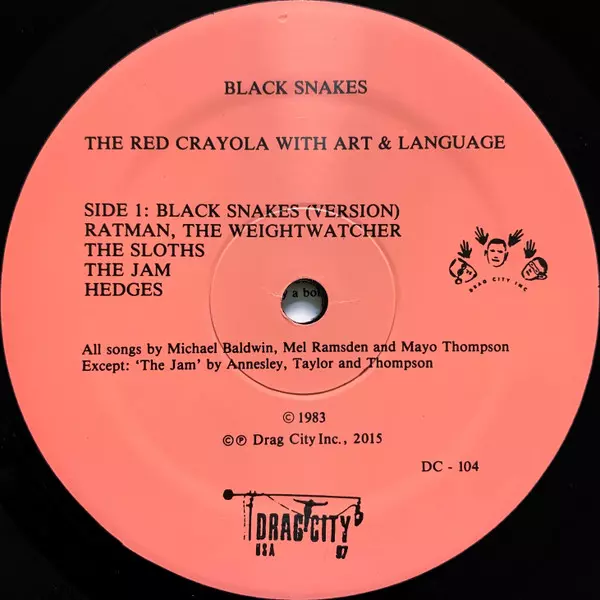 BLACK SNAKES
THE RED CRAYOLA WITH ART & LANGUAGE
SIDE 1: BLACK SNAKES (VERSION)
RATMAN, THE WEIGHTWATCHER
THE SLOTHS
THE JAM
HEDGES
DRAG CITY INC
y a bo
All songs by Michael Baldwin, Mel Ramsden and Mayo Thompson
Except: ‘The Jam’ by Annesley, Taylor and Thompson
© 1983
©℗ Drag City Inc., 2015
DC - 104
DRAG CITY
USA 97